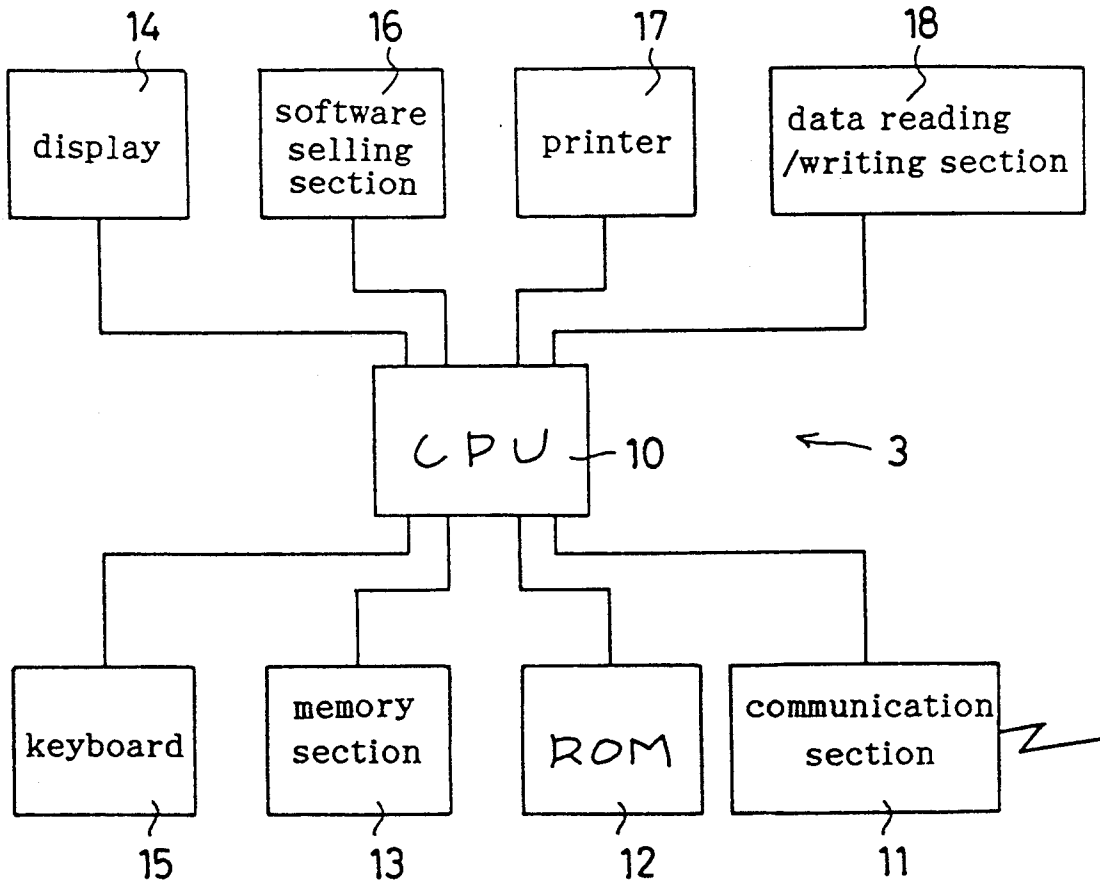 14
16
17
18
display
software
selling
section
printer
data reading
/writing section
CPU
10
3
keyboard
memory
section
ROM
communication
section
15
13
12
11